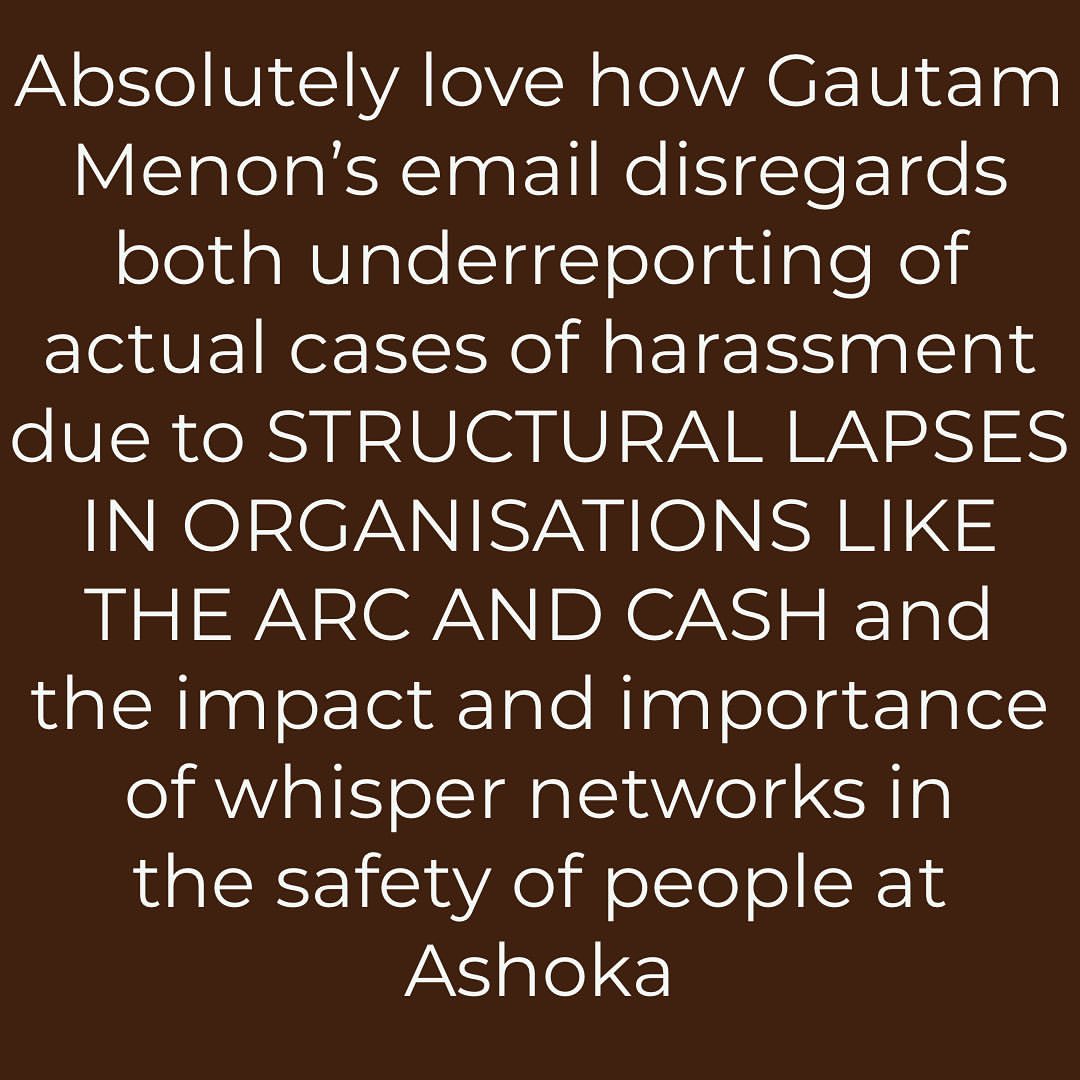 Absolutely love how Gautam
Menon’s email disregards
both underreporting of
actual cases of harassment
due to STRUCTURAL LAPSES
IN ORGANISATIONS LIKE
THE ARC AND CASH and
the impact and importance
of whisper networks in
the safety of people at
Ashoka